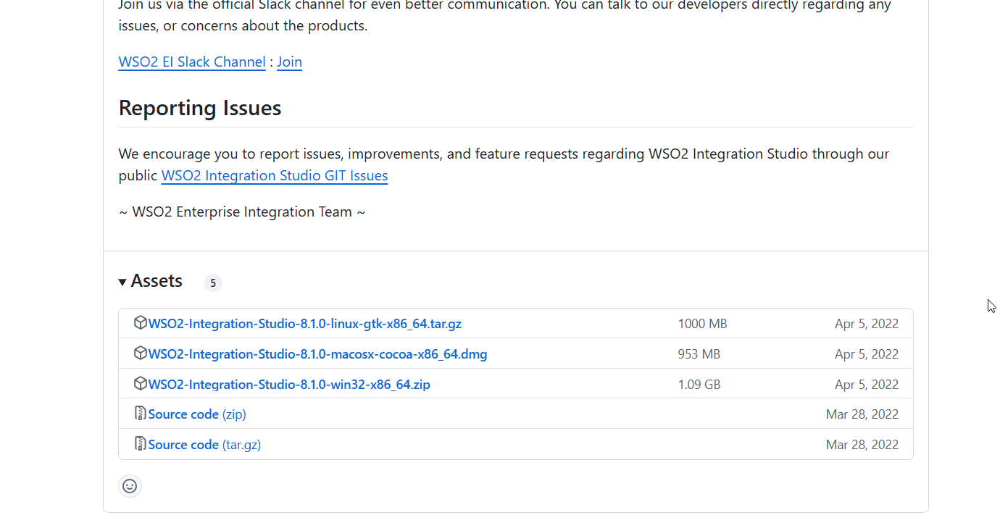 Join us via the official Slack channel for even better communication. You can talk to our developers directly regarding any
issues, or concerns about the products.
WSO2 EI Slack Channel : Join
Reporting Issues
We encourage you to report issues, improvements, and feature requests regarding WSO2 Integration Studio through our
public WSO2 Integration Studio GIT Issues
~ WSO2 Enterprise Integration Team ~
Assets 5
WSO2-Integration-Studio-8.1.0-linux-gtk-x86_64.tar.gz 1000 MB Apr 5, 2022
WSO2-Integration-Studio-8.1.0-macosx-cocoa-x86_64.dmg 953 MB Apr 5, 2022
WSO2-Integration-Studio-8.1.0-win32-x86_64.zip 1.09 GB Apr 5, 2022
Source code (zip) Mar 28, 2022
Source code (tar.gz) Mar 28, 2022